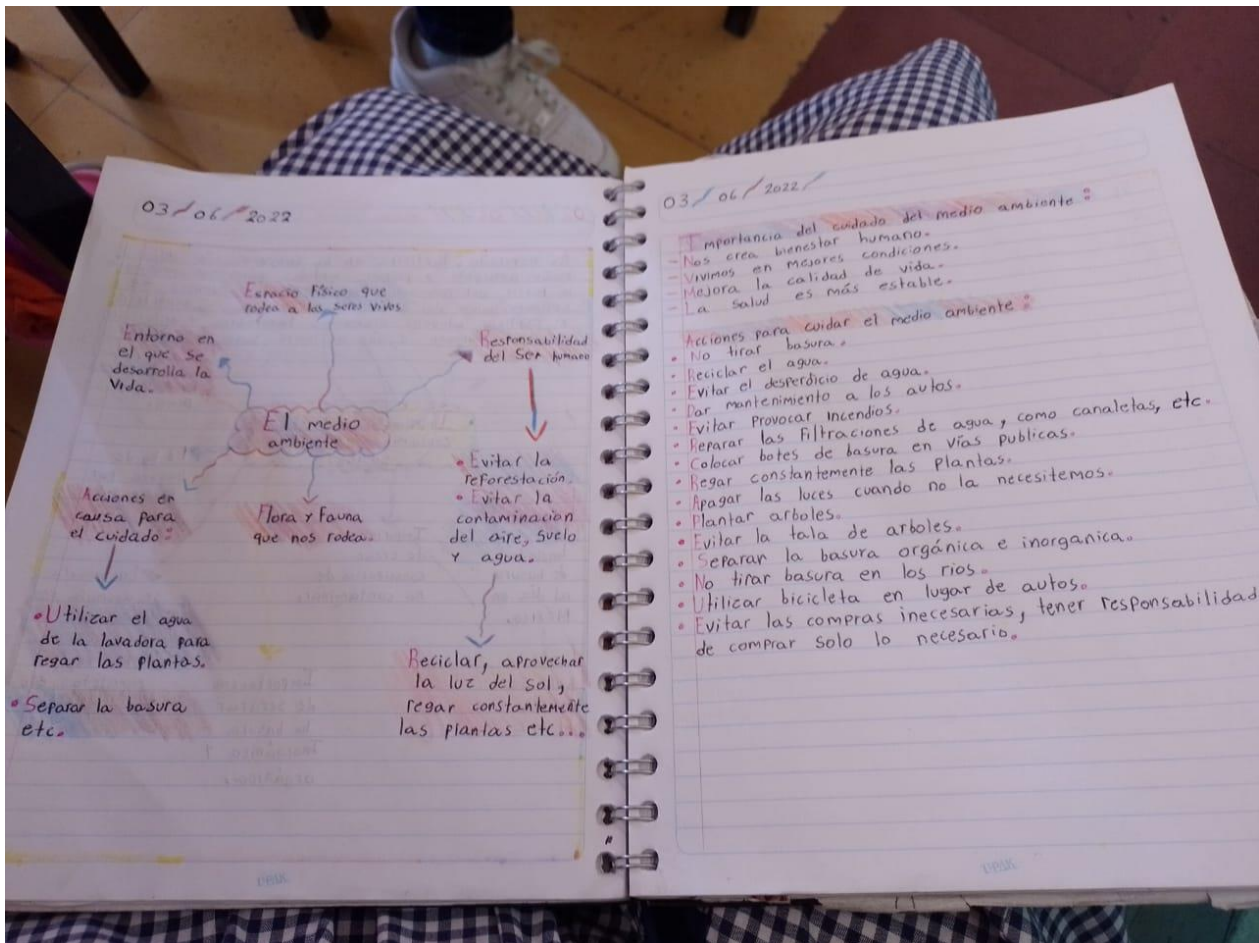 03/06/2022
Espacio Físico que
rodea a los seres vivos
Entorno en
el que se
desarrolla la
Vida.
Responsabilidad
del Ser humano
El medio
ambiente
Acciones en
causa para
el cuidado:
Flora y Fauna
que nos rodea.
• Evitar la
reforestación.
• Evitar la
contaminacion
del aire, suelo
y agua.
• Utilizar el agua
de la lavadora para
regar las plantas.
• Separar la basura
etc.
Reciclar, aprovechar
la luz del sol,
regar constantemente
las plantas etc...
03/06/2022/
Importancia del cuidado del medio ambiente:
- Nos crea bienestar humano.
- Vivimos en mejores condiciones.
- Mejora la calidad de vida.
- La salud es más estable.
Acciones para cuidar el medio ambiente:
• No tirar basura.
• Reciclar el agua.
• Evitar el desperdicio de agua.
• Dar mantenimiento a los autos.
• Evitar provocar incendios.
• Reparar las filtraciones de agua, como canaletas, etc.
• Colocar botes de basura en vías publicas.
• Regar constantemente las plantas.
• Apagar las luces cuando no la necesitemos.
• Plantar arboles.
• Evitar la tala de arboles.
• Separar la basura orgánica e inorganica.
• No tirar basura en los rios.
• Utilizar bicicleta en lugar de autos.
• Evitar las compras inecesarias, tener responsabilidad
de comprar solo lo necesario.